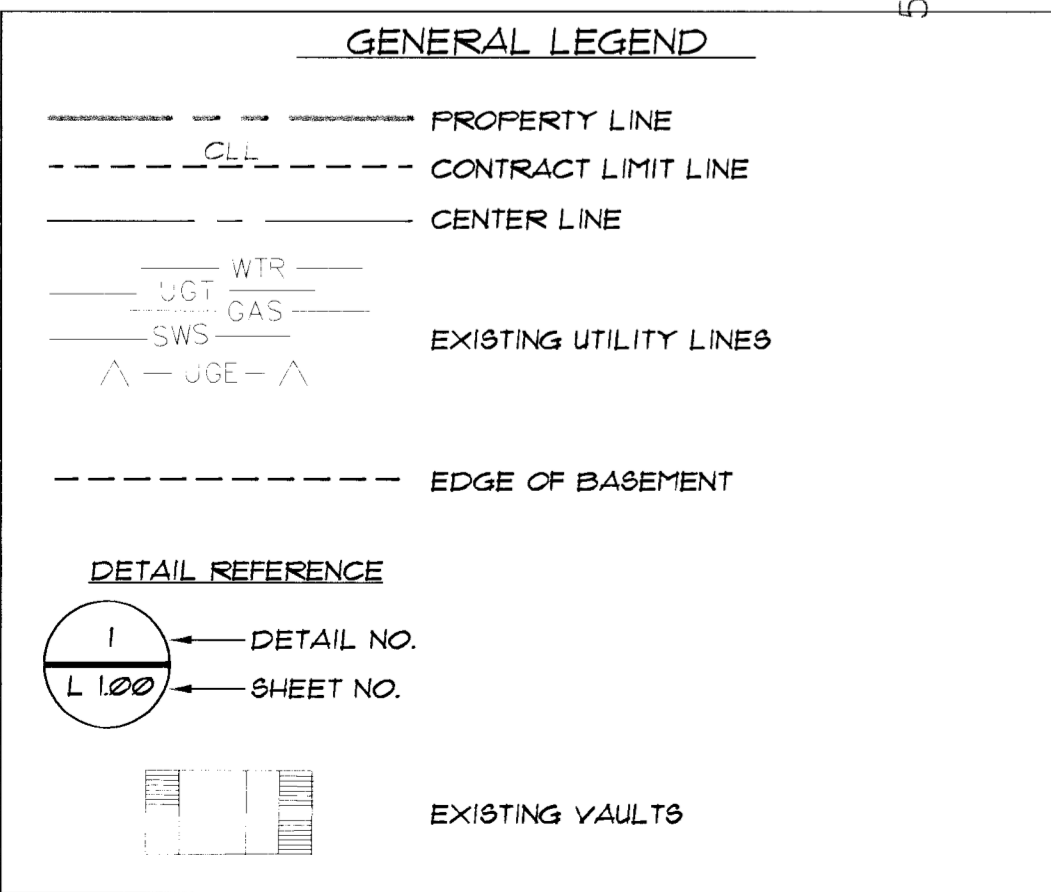 5
GENERAL LEGEND
PROPERTY LINE
CLL
CONTRACT LIMIT LINE
CENTER LINE
WTR
UGT
GAS
SWS
UGE
EXISTING UTILITY LINES
EDGE OF BASEMENT
DETAIL REFERENCE
1
DETAIL NO.
L 1.00
SHEET NO.
EXISTING VAULTS